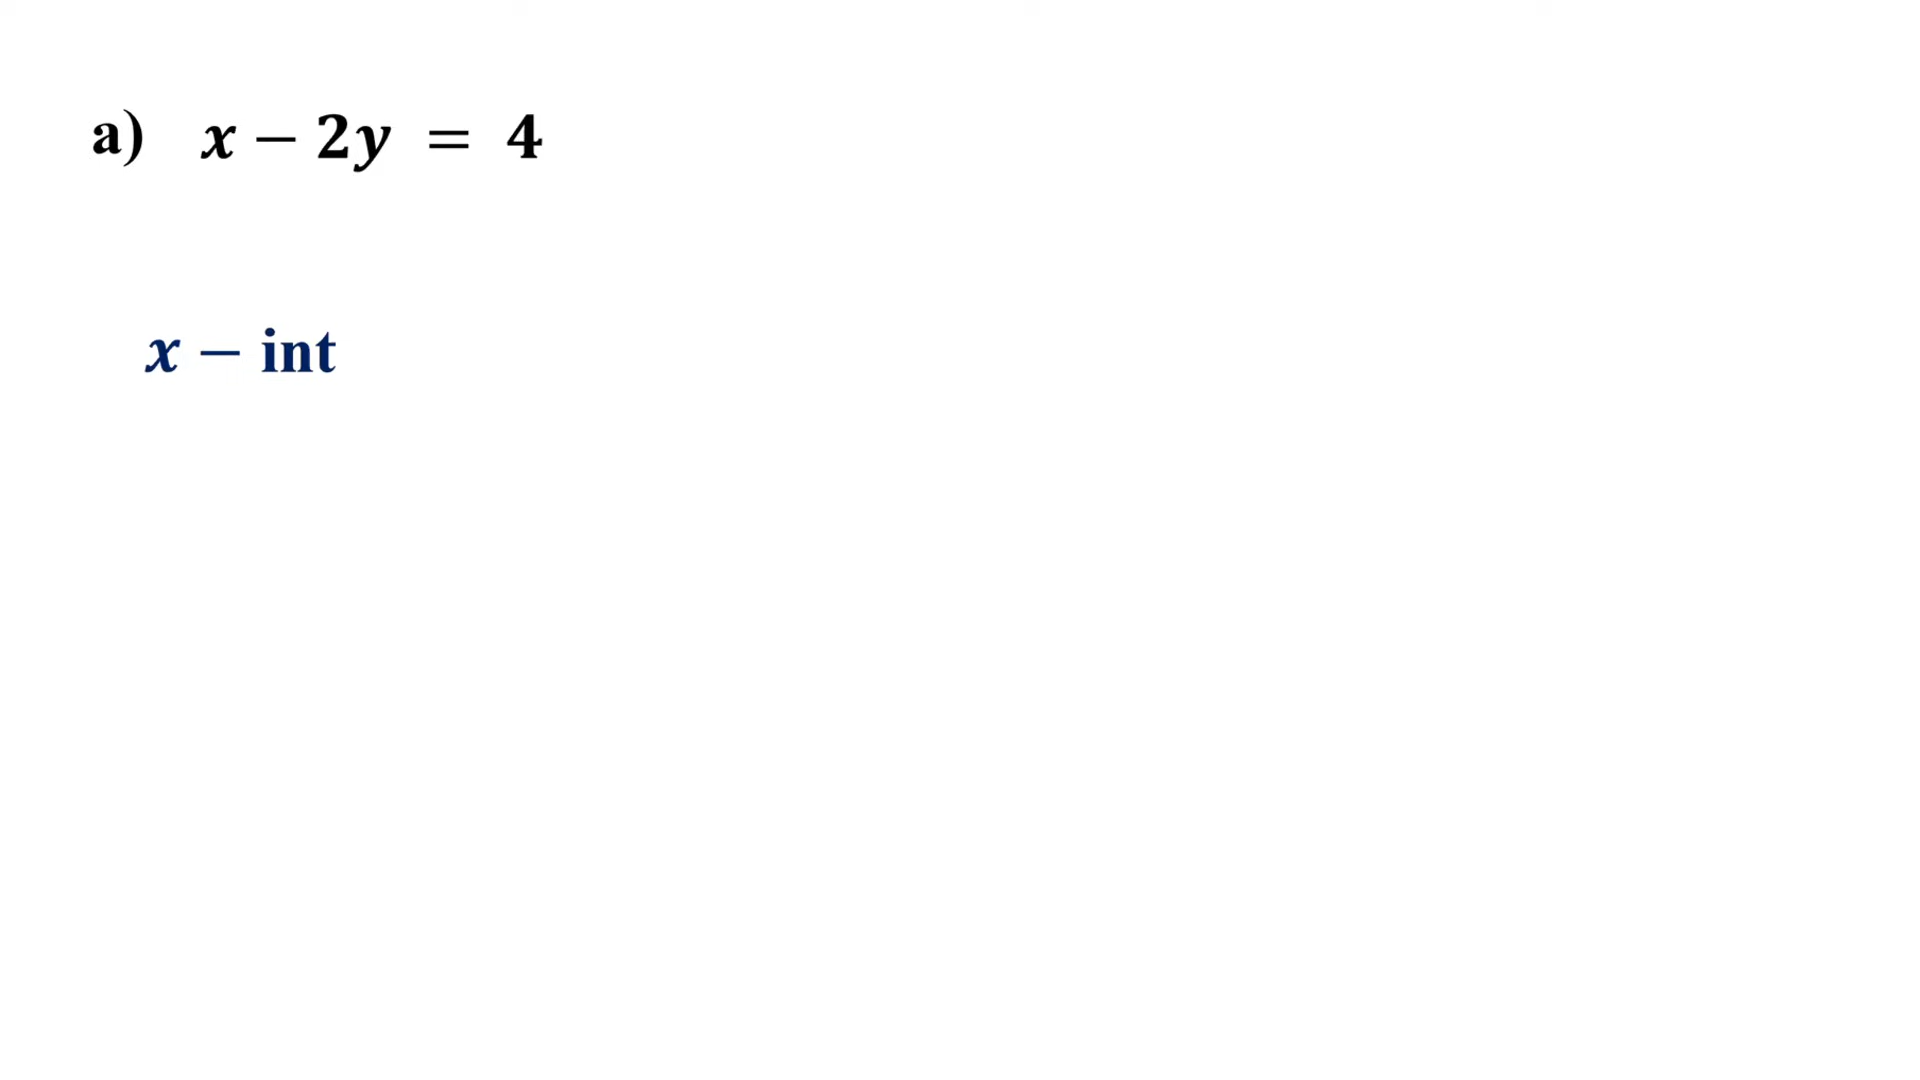 a) x − 2y = 4
x − int